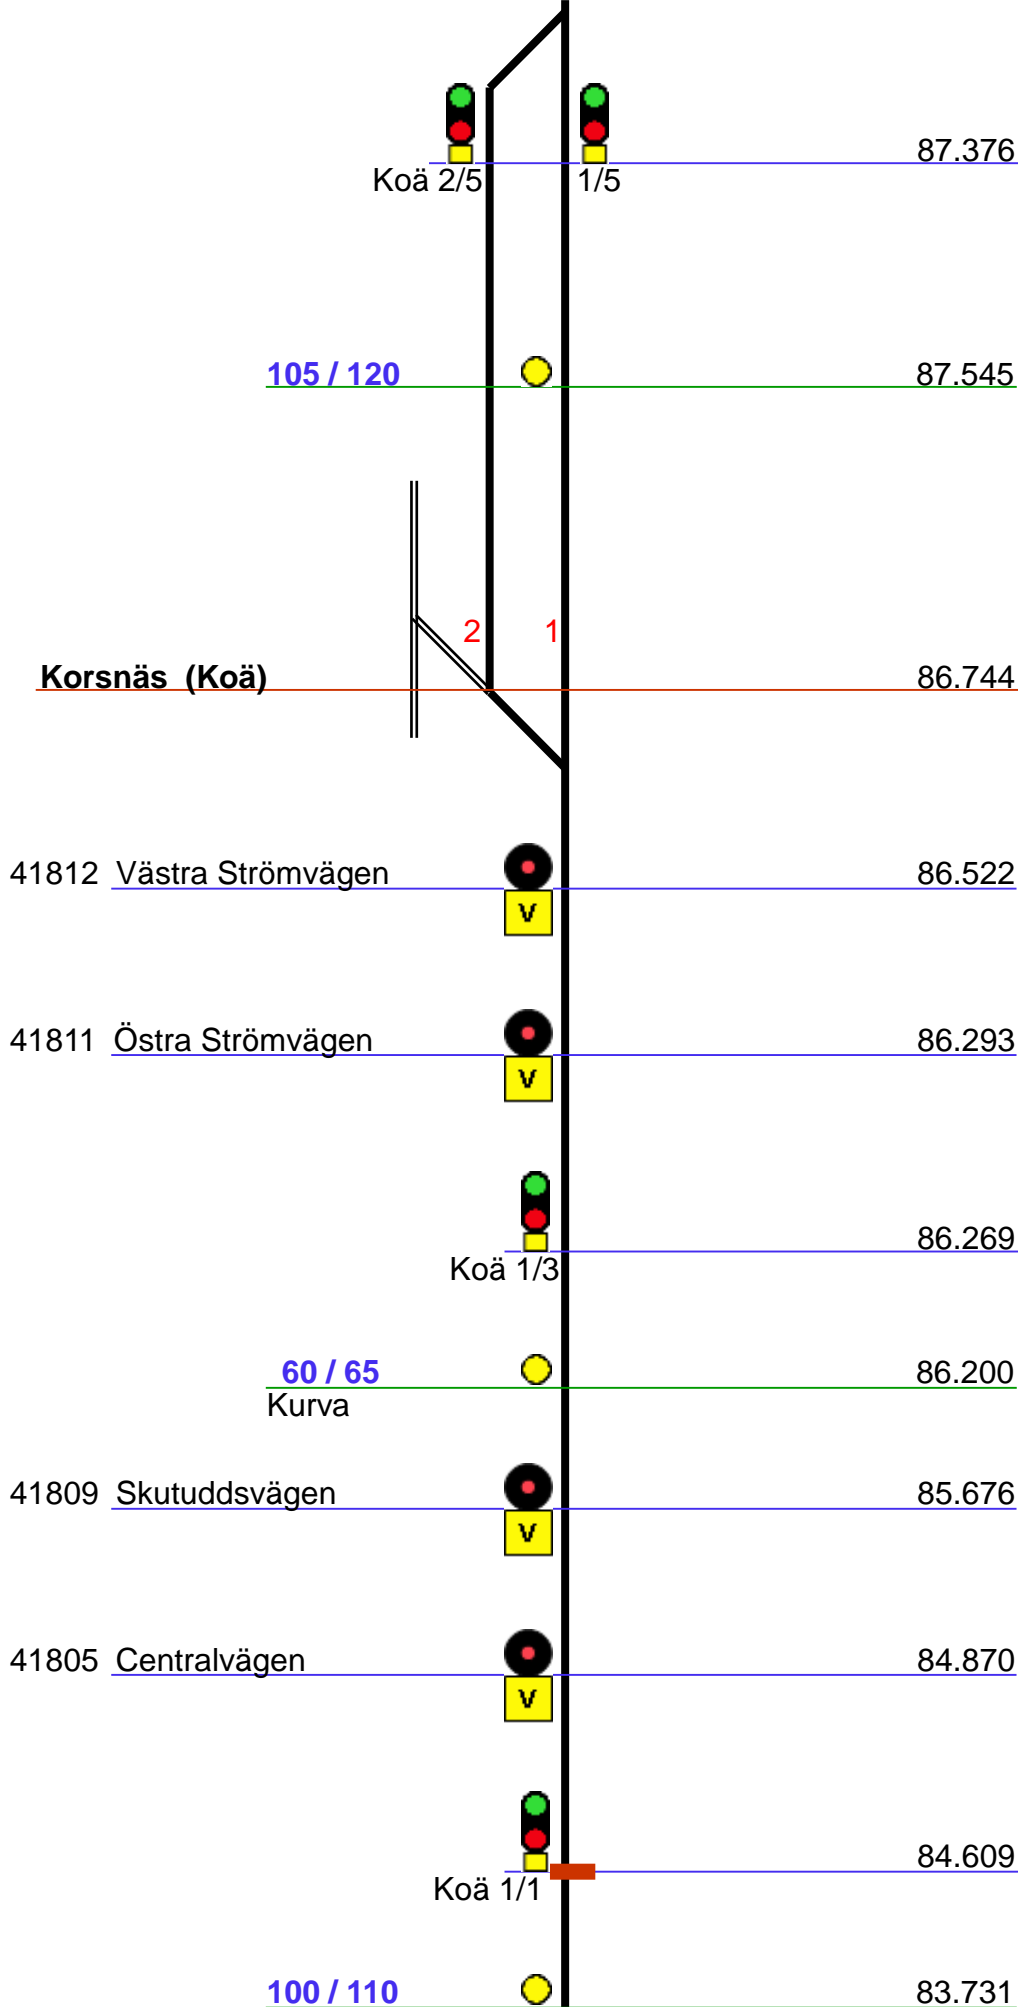 87.376
Koä 2/5 1/5
105 / 120 87.545
2 1
Korsnäs (Koä) 86.744
41812 Västra Strömvägen 86.522
V
41811 Östra Strömvägen 86.293
V
86.269
Koä 1/3
60 / 65 86.200
Kurva
41809 Skutuddsvägen 85.676
V
41805 Centralvägen 84.870
V
84.609
Koä 1/1
100 / 110 83.731